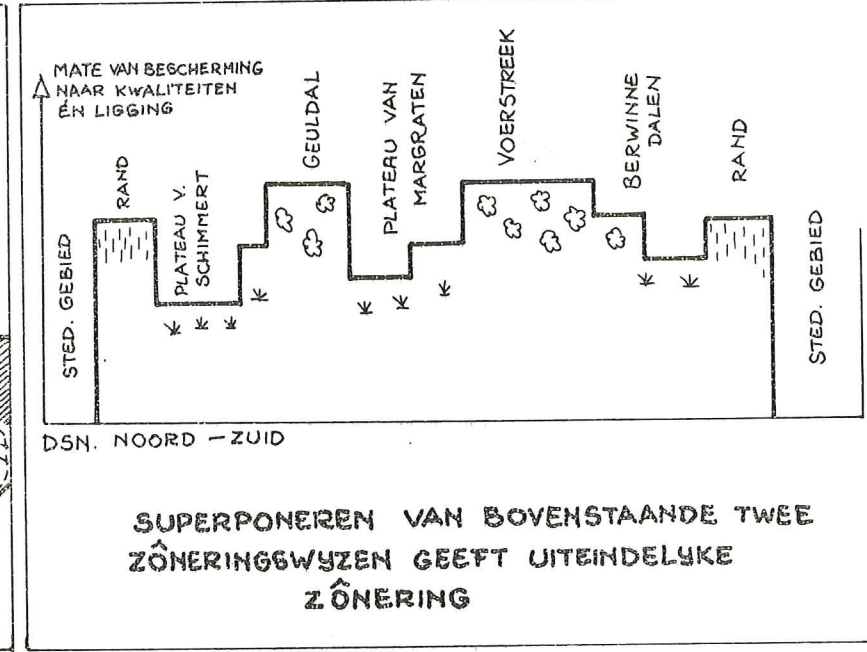 MATE VAN BESCHERMING
NAAR KWALITEITEN
ÉN LIGGING
STED. GEBIED
RAND
PLATEAU V.
SCHIMMERT
GEULDAL
PLATEAU VAN
MARGRATEN
VOERSTREEK
BERWINNE
DALEN
RAND
STED. GEBIED
DSN. NOORD – ZUID
SUPERPONEREN VAN BOVENSTAANDE TWEE
ZÔNERINGSWYZEN GEEFT UITEINDELYKE
ZÔNERING